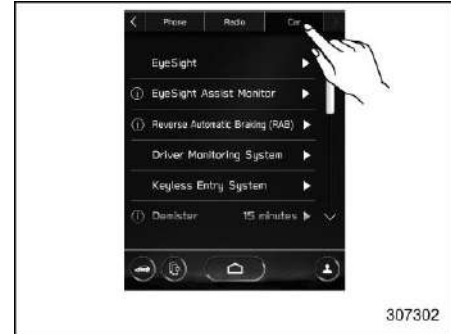 Phone Radio Car
EyeSight
EyeSight Assist Monitor
Reverse Automatic Braking (RAB)
Driver Monitoring System
Keyless Entry System
Demister 15 minutes
307302